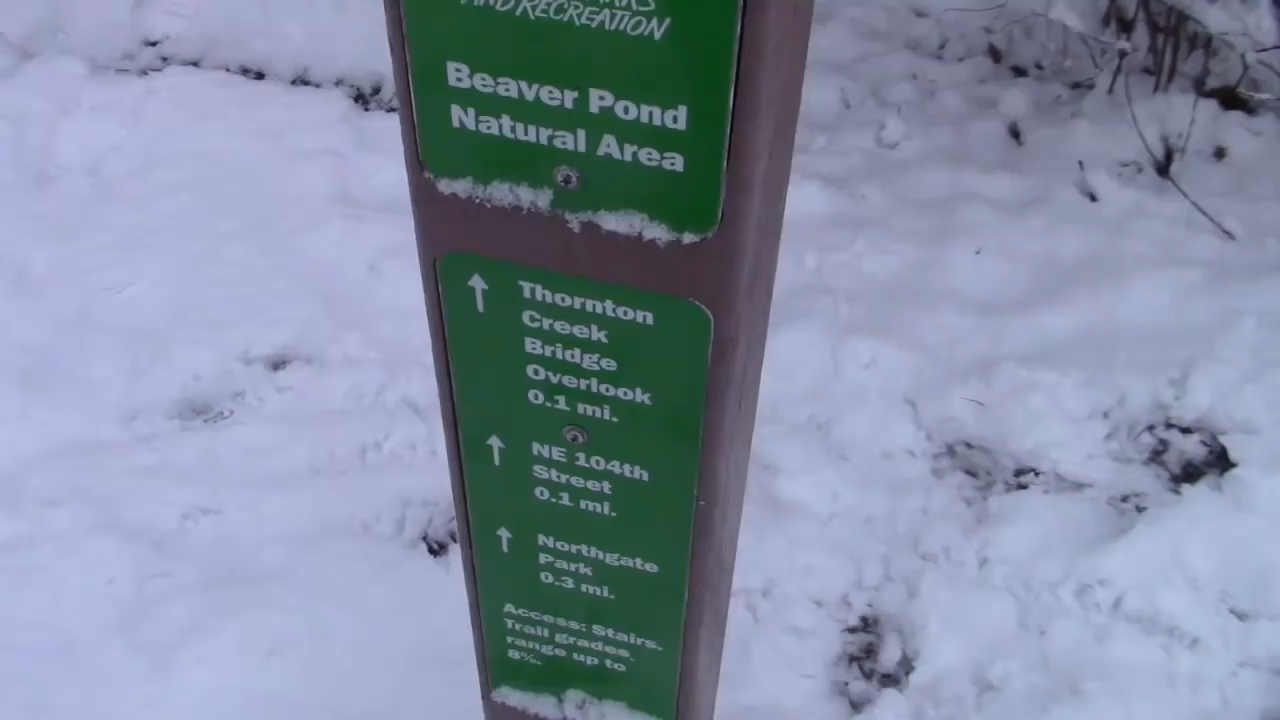 AND RECREATION
Beaver Pond
Natural Area
↑ Thornton
Creek
Bridge
Overlook
0.1 mi.
↑ NE 104th
Street
0.1 mi.
↑ Northgate
Park
0.3 mi.
Access: Stairs.
Trail grades
range up to
8%.